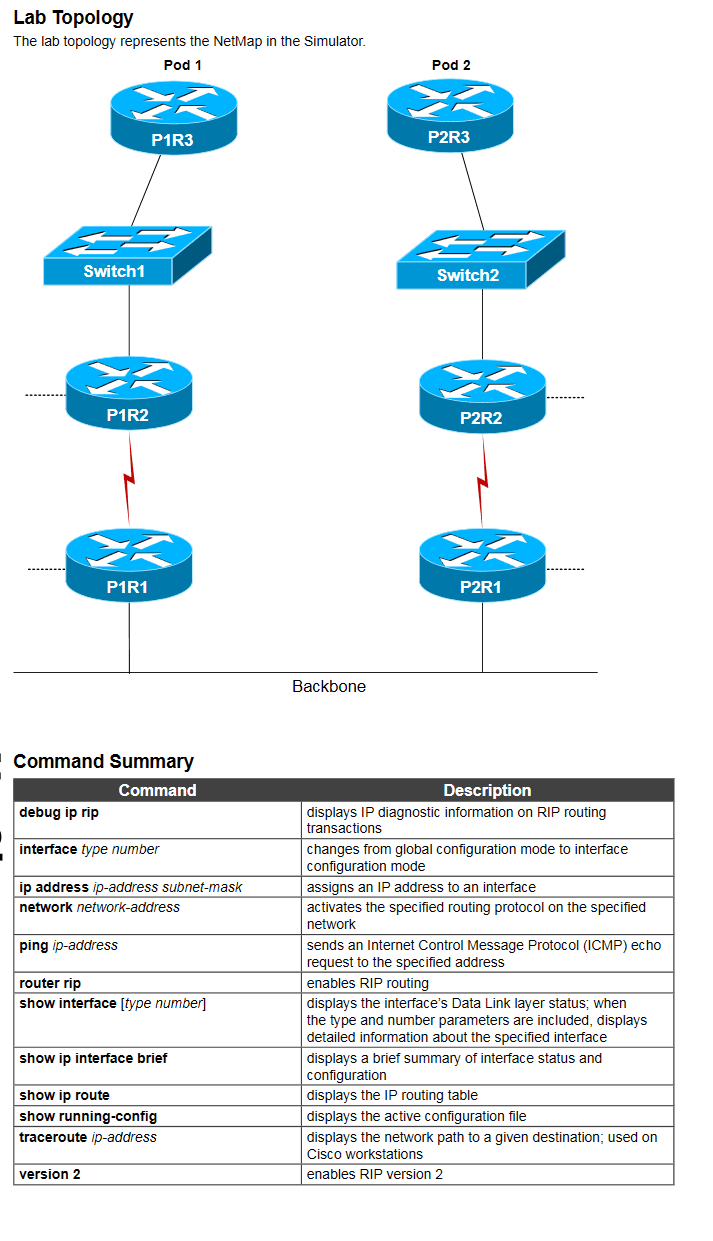 Lab Topology
The lab topology represents the NetMap in the Simulator.
Pod 1
Pod 2
P1R3
P2R3
Switch1
Switch2
P1R2
P2R2
P1R1
P2R1
Backbone
Command Summary
Command
Description
debug ip rip
displays IP diagnostic information on RIP routing
transactions
interface type number
changes from global configuration mode to interface
configuration mode
ip address ip-address subnet-mask
assigns an IP address to an interface
network network-address
activates the specified routing protocol on the specified
network
ping ip-address
sends an Internet Control Message Protocol (ICMP) echo
request to the specified address
router rip
enables RIP routing
show interface [type number]
displays the interface’s Data Link layer status; when
the type and number parameters are included, displays
detailed information about the specified interface
show ip interface brief
displays a brief summary of interface status and
configuration
show ip route
displays the IP routing table
show running-config
displays the active configuration file
traceroute ip-address
displays the network path to a given destination; used on
Cisco workstations
version 2
enables RIP version 2